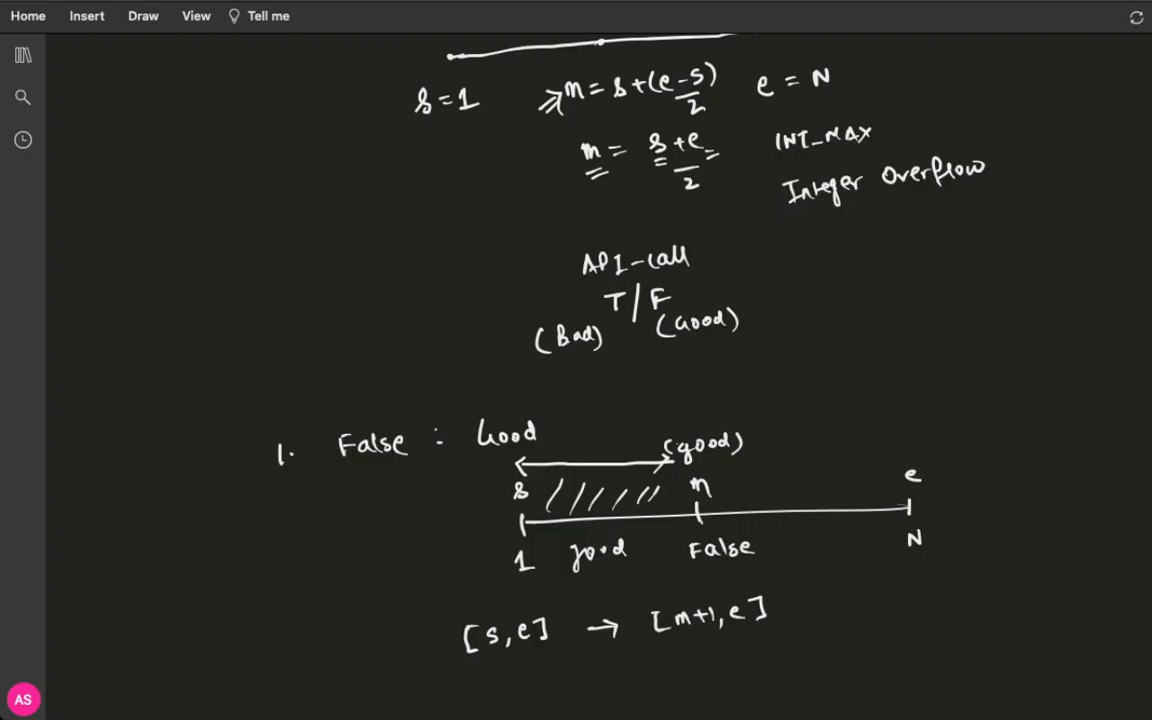 Home Insert Draw View Tell me
s=1 => m = s+(e-s)/2 e = N
m = s+e/2 INT_MAX
Integer Overflow
API-call
T/F
(Bad) (Good)
1. False : Good
(good)
s m e
1 good False N
[s,e] → [m+1,e]
AS